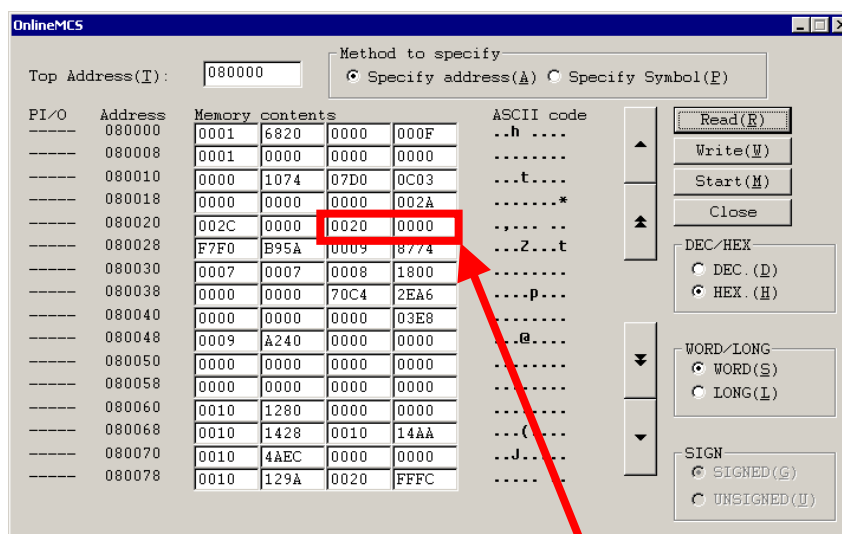 OnlineMCS
Method to specify
Top Address(T): 080000 Specify address(A) Specify Symbol(P)
PI/O Address Memory contents ASCII code
----- 080000 0001 6820 0000 000F ..h ....
----- 080008 0001 0000 0000 0000 ........
----- 080010 0000 1074 07D0 0C03 ...t....
----- 080018 0000 0000 0000 002A .......*
----- 080020 002C 0000 0020 0000 .,... ..
----- 080028 F7F0 B95A 0009 8774 ...Z...t
----- 080030 0007 0007 0008 1800 ........
----- 080038 0000 0000 70C4 2EA6 ....p...
----- 080040 0000 0000 0000 03E8 ........
----- 080048 0009 A240 0000 0000 ...@....
----- 080050 0000 0000 0000 0000 ........
----- 080058 0000 0000 0000 0000 ........
----- 080060 0010 1280 0000 0000 ........
----- 080068 0010 1428 0010 14AA ...(....
----- 080070 0010 4AEC 0000 0000 ..J.....
----- 080078 0010 129A 0020 FFFC ..... ..
Read(R)
Write(W)
Start(M)
Close
DEC/HEX
DEC.(D)
HEX.(H)
WORD/LONG
WORD(S)
LONG(L)
SIGN
SIGNED(G)
UNSIGNED(U)